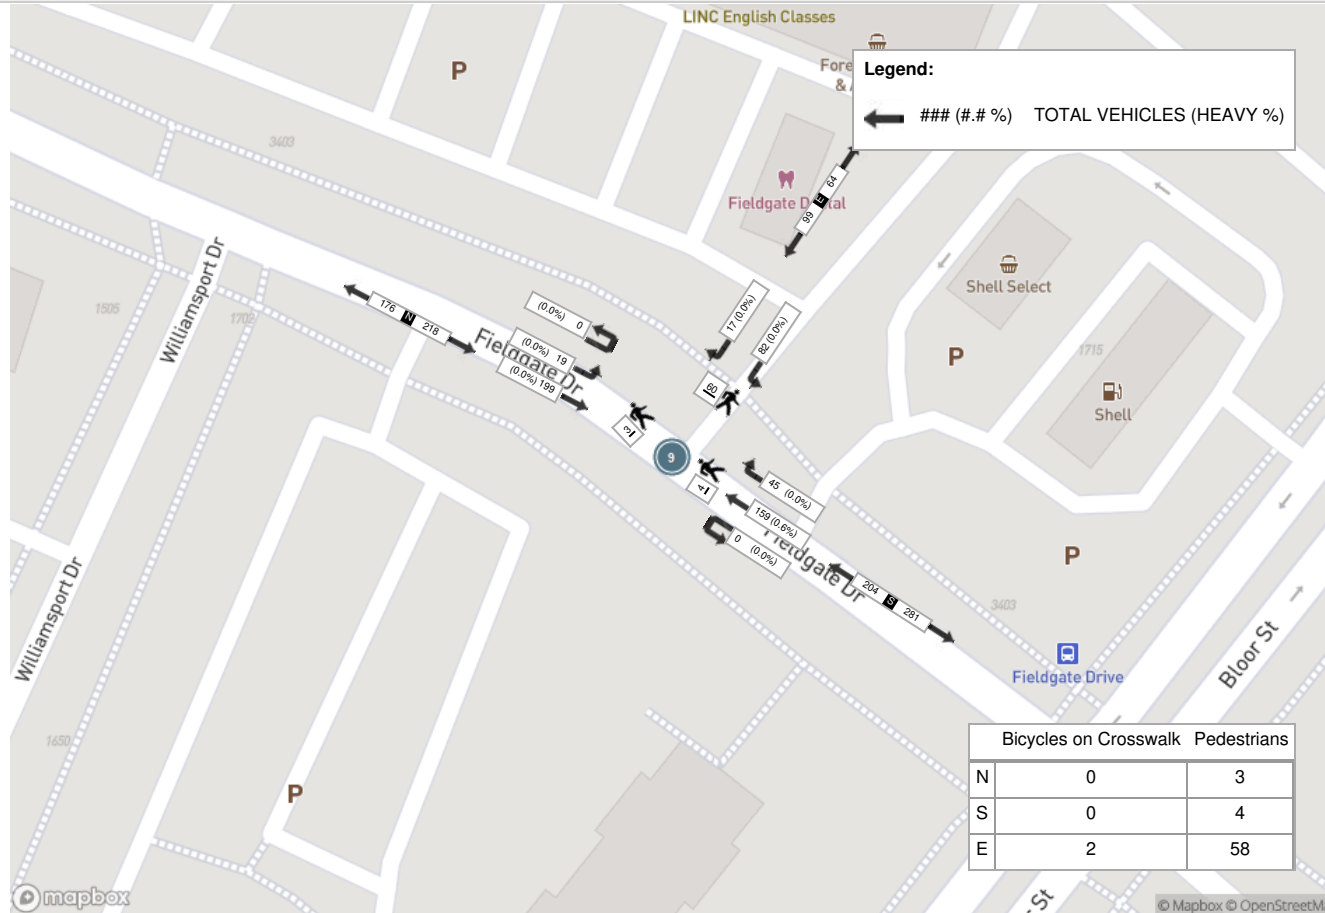 LINC English Classes
Fore
& 
Legend:
### (#.# %) TOTAL VEHICLES (HEAVY %)
P
3403
Fieldgate D tal
64
E
99
Shell Select
Williamsport Dr
1505
1702
176
N
218
Fieldgate Dr
(0.0%) 0
(0.0%) 19
(0.0%) 199
17 (0.0%)
82 (0.0%)
60
3
9
4
45 (0.0%)
159 (0.6%)
0 (0.0%)
Fieldgate Dr
204
S
281
P
1715
Shell
P
3403
Fieldgate Drive
Bloor St
Williamsport Dr
1650
P
Bicycles on Crosswalk Pedestrians
N 0 3
S 0 4
E 2 58
St
mapbox
© Mapbox © OpenStreetM